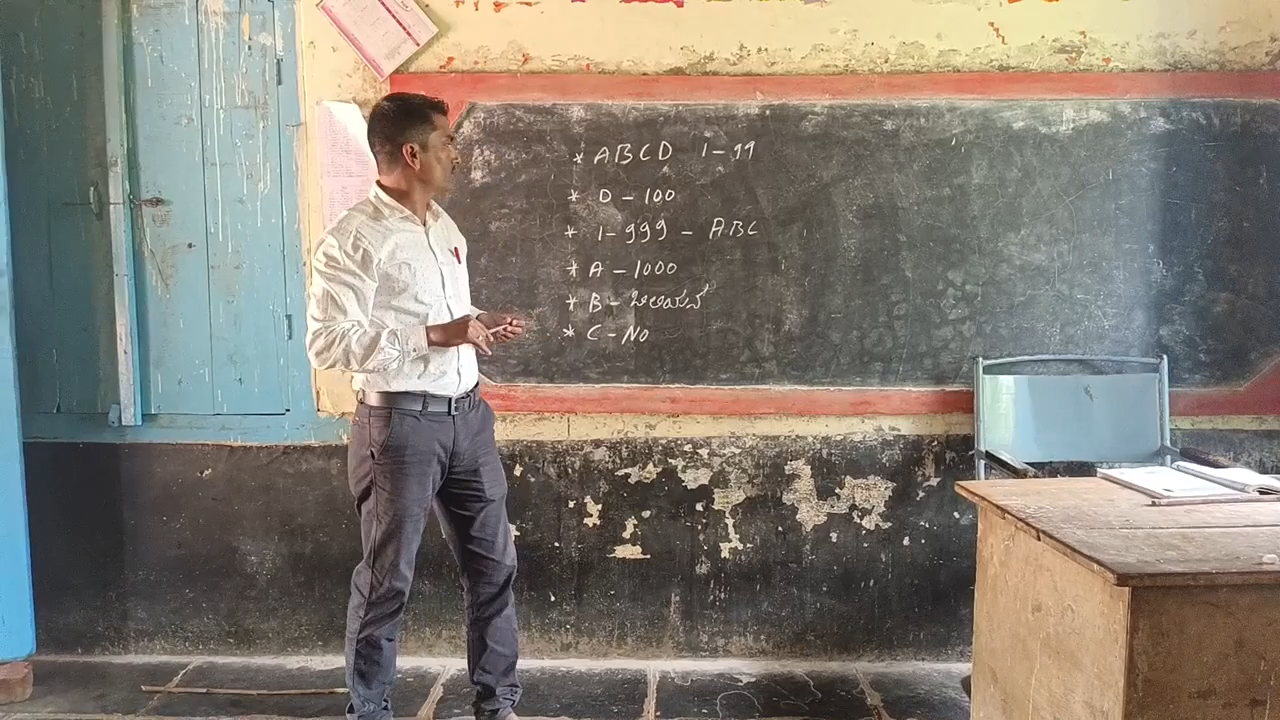 * ABCD 1-99
* D - 100
* 1-999 - ABC
* A - 1000
* B - ಬಿಲಿಯನ್
* C - No